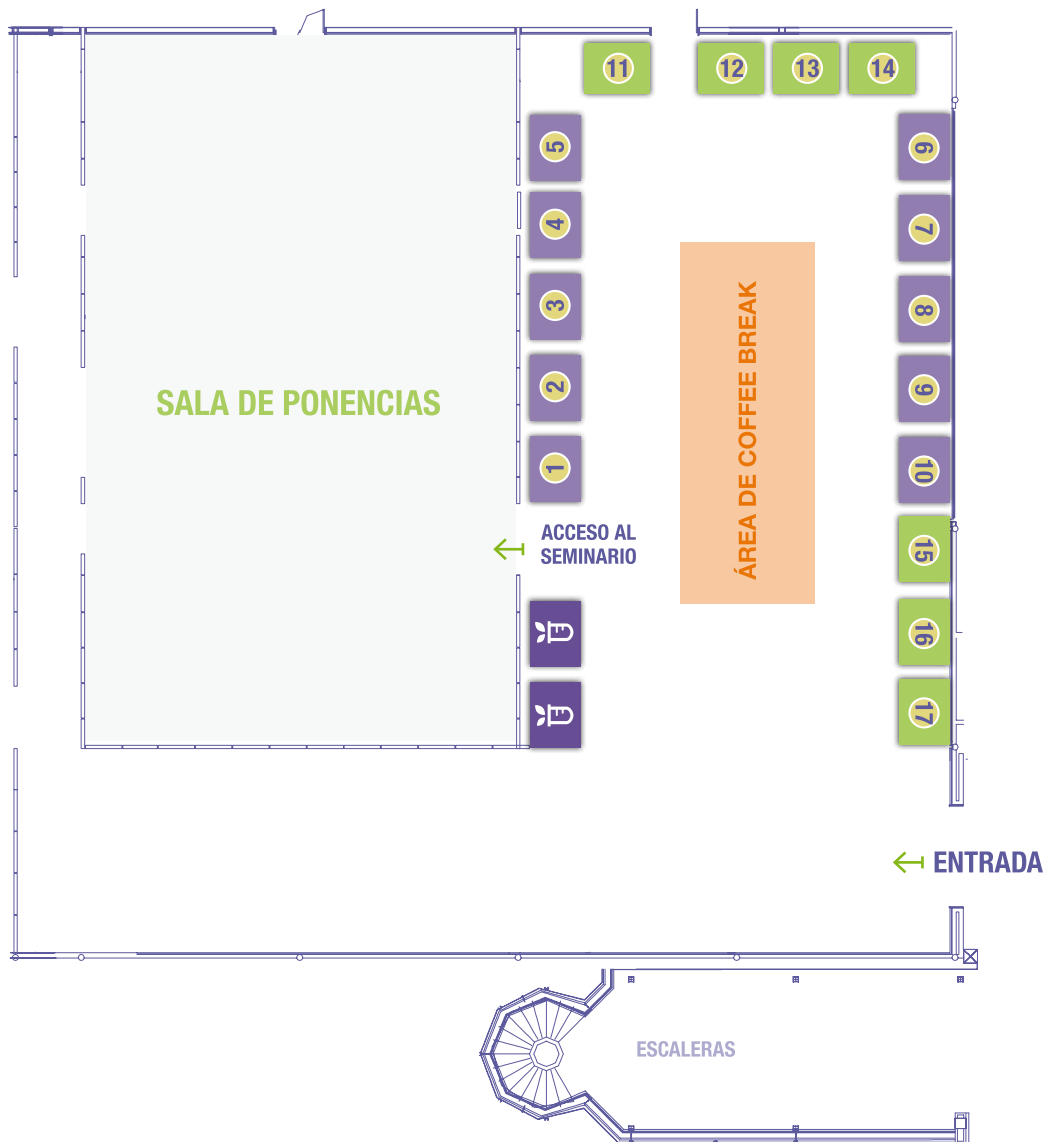 11
12
13
14
5
6
4
7
3
8
2
9
1
10
SALA DE PONENCIAS
ÁREA DE COFFEE BREAK
ACCESO AL
SEMINARIO
15
16
17
ENTRADA
ESCALERAS